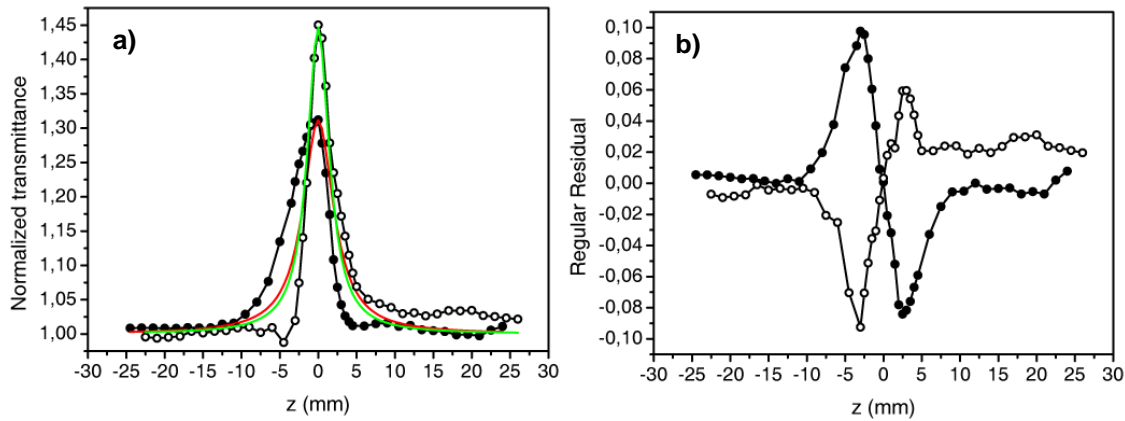 a)
Normalized transmittance
1,45
1,40
1,35
1,30
1,25
1,20
1,15
1,10
1,05
1,00
-30 -25 -20 -15 -10 -5 0 5 10 15 20 25 30
z (mm)
b)
Regular Residual
0,10
0,08
0,06
0,04
0,02
0,00
-0,02
-0,04
-0,06
-0,08
-0,10
-30 -25 -20 -15 -10 -5 0 5 10 15 20 25 30
z (mm)